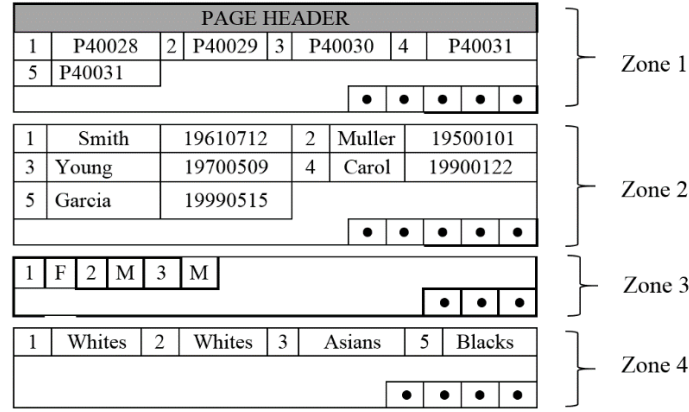 PAGE HEADER
1 P40028 2 P40029 3 P40030 4 P40031
5 P40031
Zone 1
1 Smith 19610712 2 Muller 19500101
3 Young 19700509 4 Carol 19900122
5 Garcia 19990515
Zone 2
1 F 2 M 3 M
Zone 3
1 Whites 2 Whites 3 Asians 5 Blacks
Zone 4